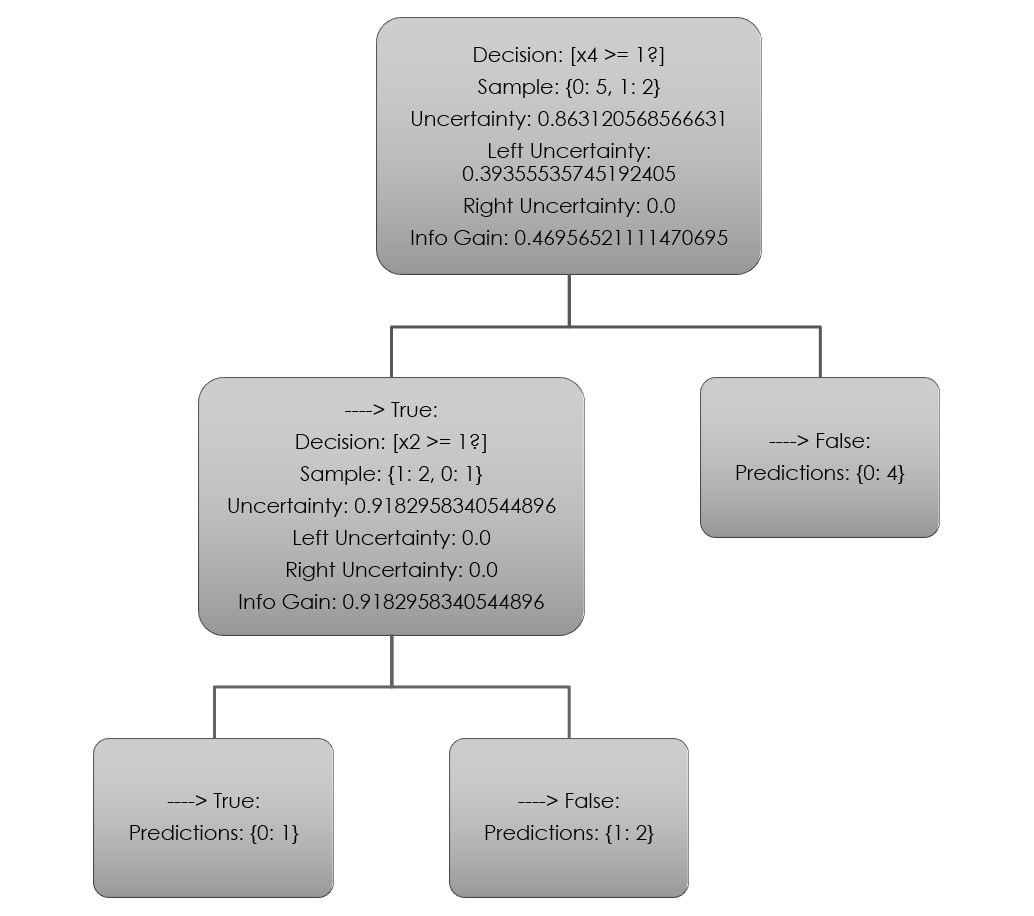 Decision: [x4 >= 1?]
Sample: {0: 5, 1: 2}
Uncertainty: 0.863120568566631
Left Uncertainty:
0.39355535745192405
Right Uncertainty: 0.0
Info Gain: 0.46956521111470695
----> True:
Decision: [x2 >= 1?]
Sample: {1: 2, 0: 1}
Uncertainty: 0.9182958340544896
Left Uncertainty: 0.0
Right Uncertainty: 0.0
Info Gain: 0.9182958340544896
----> False:
Predictions: {0: 4}
----> True:
Predictions: {0: 1}
----> False:
Predictions: {1: 2}